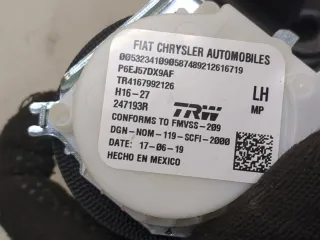 FIAT CHRYSLER AUTOMOBILES
00532341090587489212616719
P6EJ57DX9AF
TR4167992126
H16-27
247193R
TRW
LH
MP
CONFORMS TO FMVSS-209
DGN-NOM-119-SCFI-2000
DATE: 17-06-19
HECHO EN MEXICO